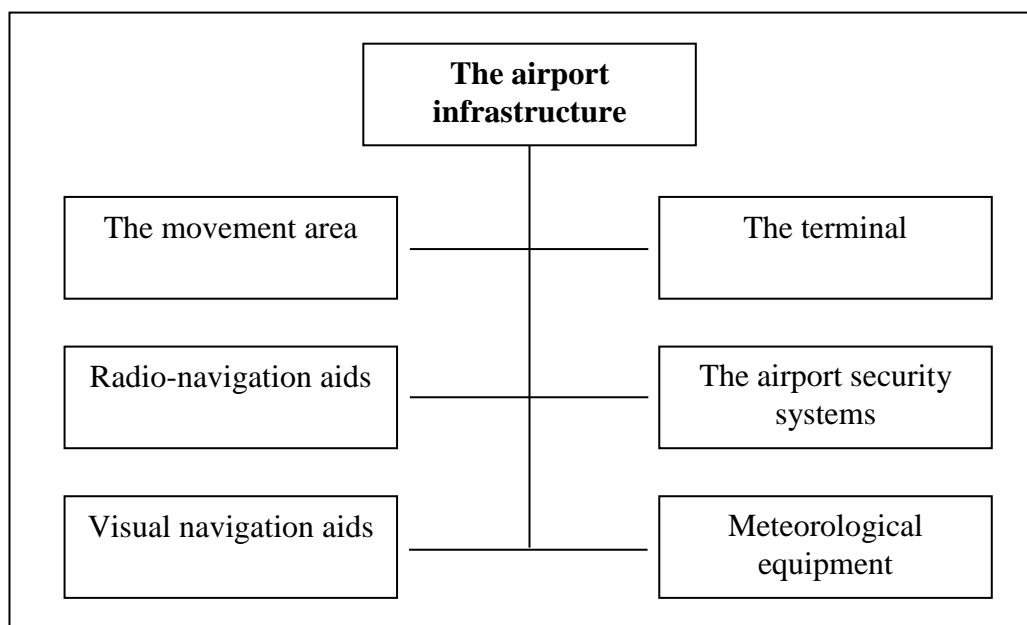 The airport
infrastructure
The movement area
The terminal
Radio-navigation aids
The airport security
systems
Visual navigation aids
Meteorological
equipment